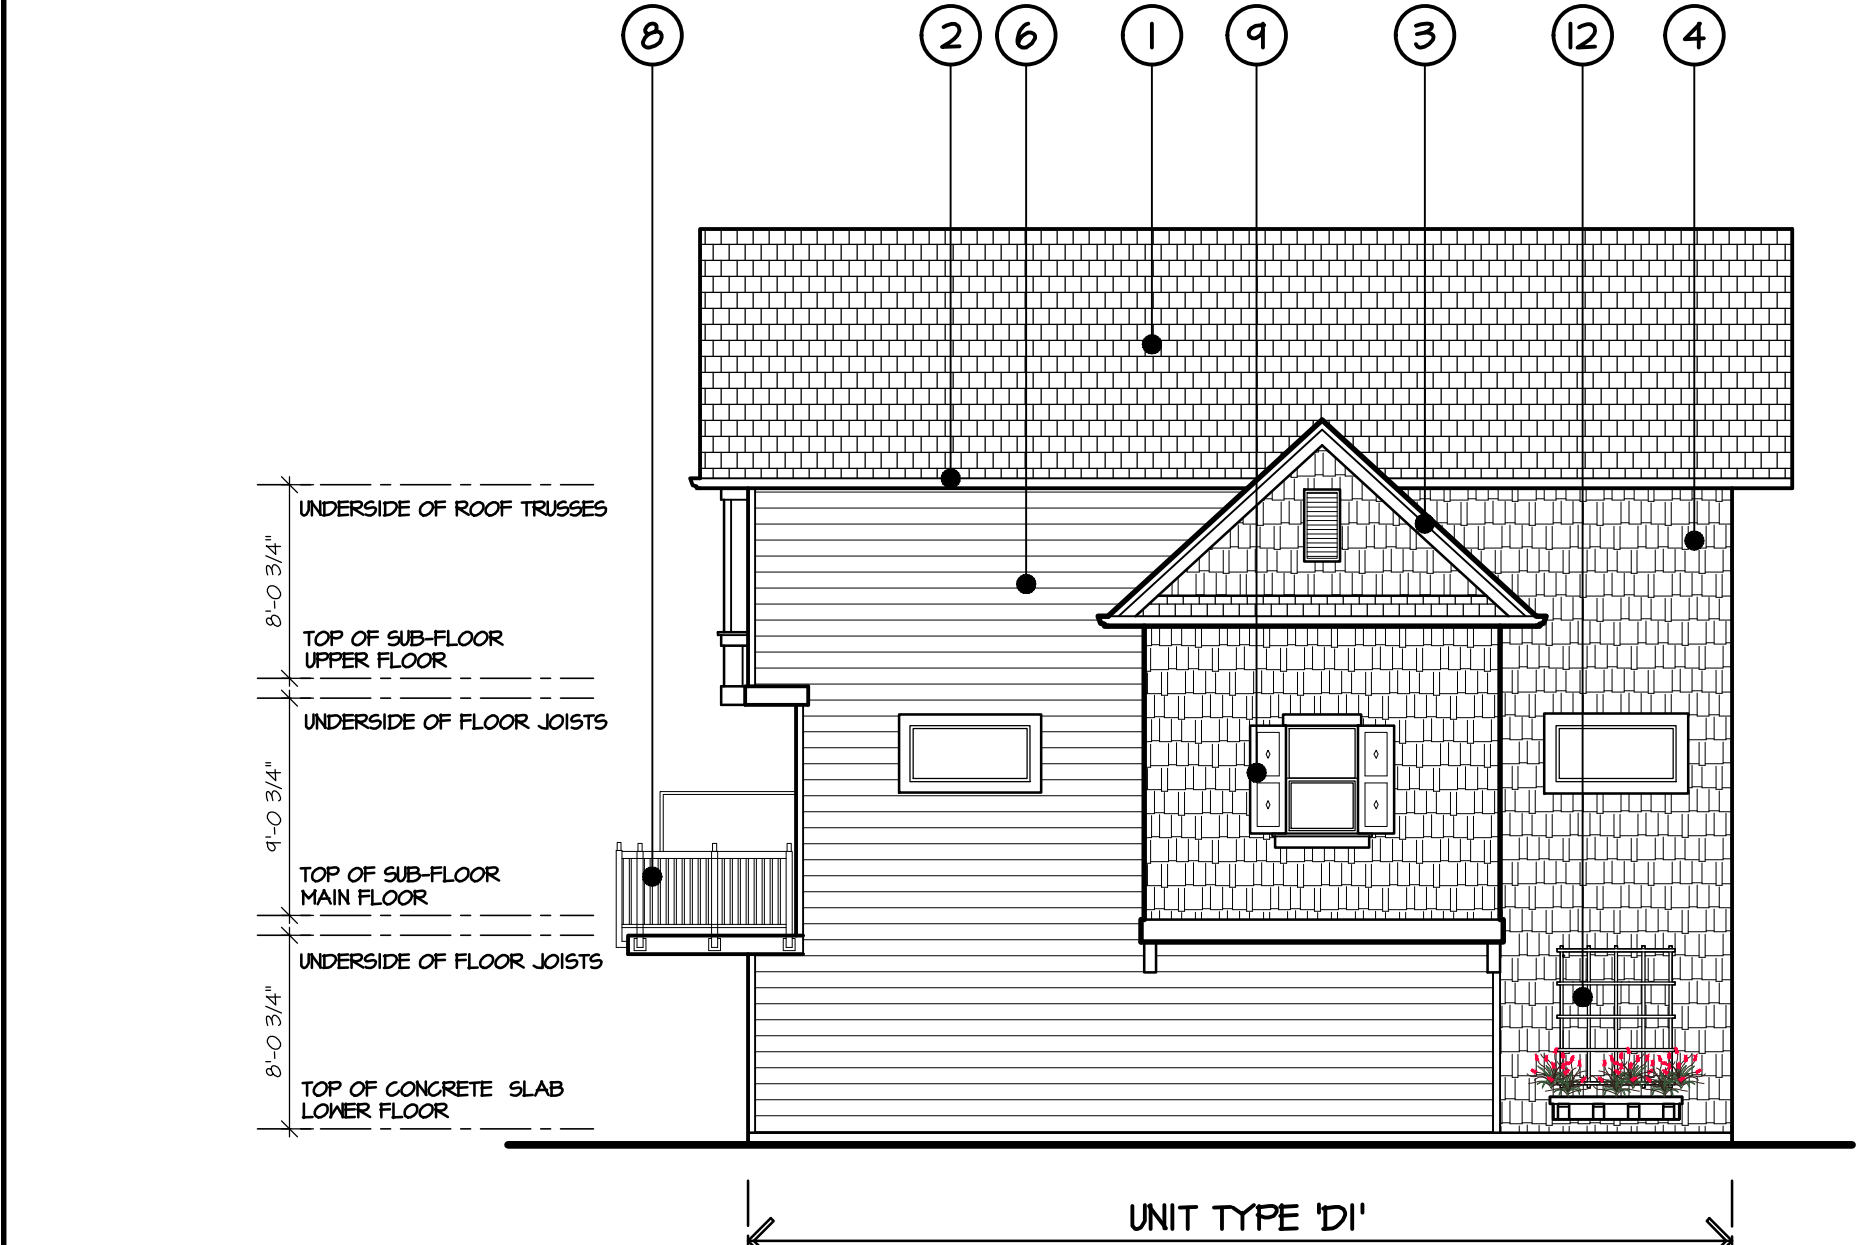 8 2 6 1 9 3 12 4
UNDERSIDE OF ROOF TRUSSES
8'-0 3/4"
TOP OF SUB-FLOOR
UPPER FLOOR
UNDERSIDE OF FLOOR JOISTS
9'-0 3/4"
TOP OF SUB-FLOOR
MAIN FLOOR
UNDERSIDE OF FLOOR JOISTS
8'-0 3/4"
TOP OF CONCRETE SLAB
LOWER FLOOR
UNIT TYPE 'D1'